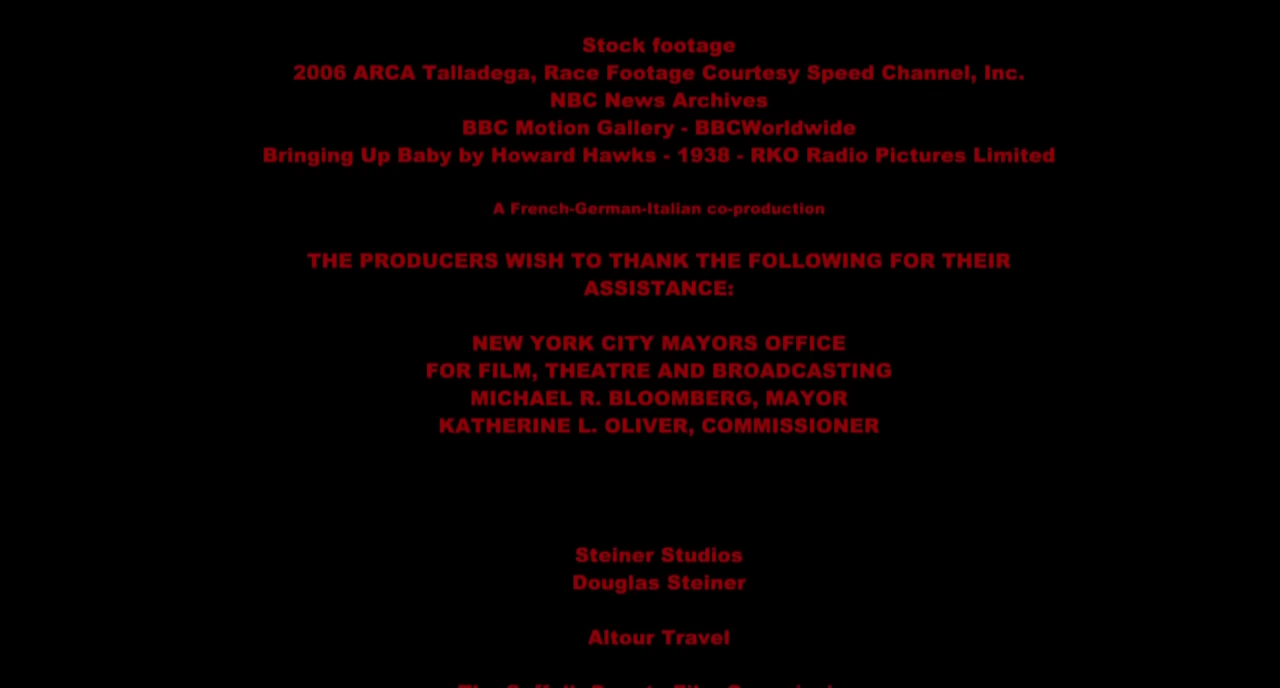 Stock footage
2006 ARCA Talladega, Race Footage Courtesy Speed Channel, Inc.
NBC News Archives
BBC Motion Gallery - BBCWorldwide
Bringing Up Baby by Howard Hawks - 1938 - RKO Radio Pictures Limited
A French-German-Italian co-production
THE PRODUCERS WISH TO THANK THE FOLLOWING FOR THEIR
ASSISTANCE:
NEW YORK CITY MAYORS OFFICE
FOR FILM, THEATRE AND BROADCASTING
MICHAEL R. BLOOMBERG, MAYOR
KATHERINE L. OLIVER, COMMISSIONER
Steiner Studios
Douglas Steiner
Altour Travel